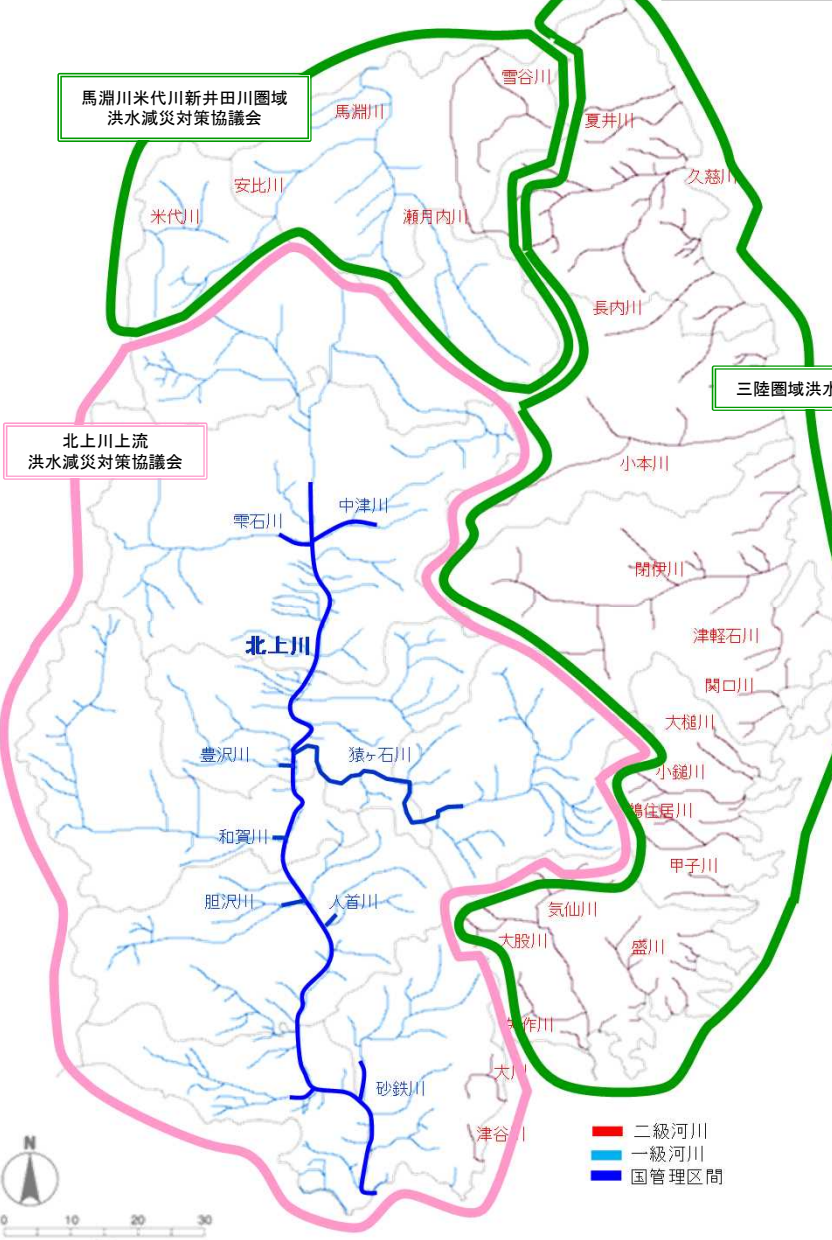 馬淵川米代川新井田川圏域
洪水減災対策協議会
雪谷川
馬淵川
夏井川
安比川
久慈川
米代川
瀬月内川
長内川
三陸圏域洪水
北上川上流
洪水減災対策協議会
小本川
中津川
雫石川
閉伊川
北上川
津軽石川
関口川
大槌川
豊沢川
猿ヶ石川
小鎚川
鵜住居川
和賀川
甲子川
胆沢川
人首川
気仙川
大股川
盛川
矢作川
大川
砂鉄川
津谷川
二級河川
一級河川
国管理区間
N
0 10 20 30